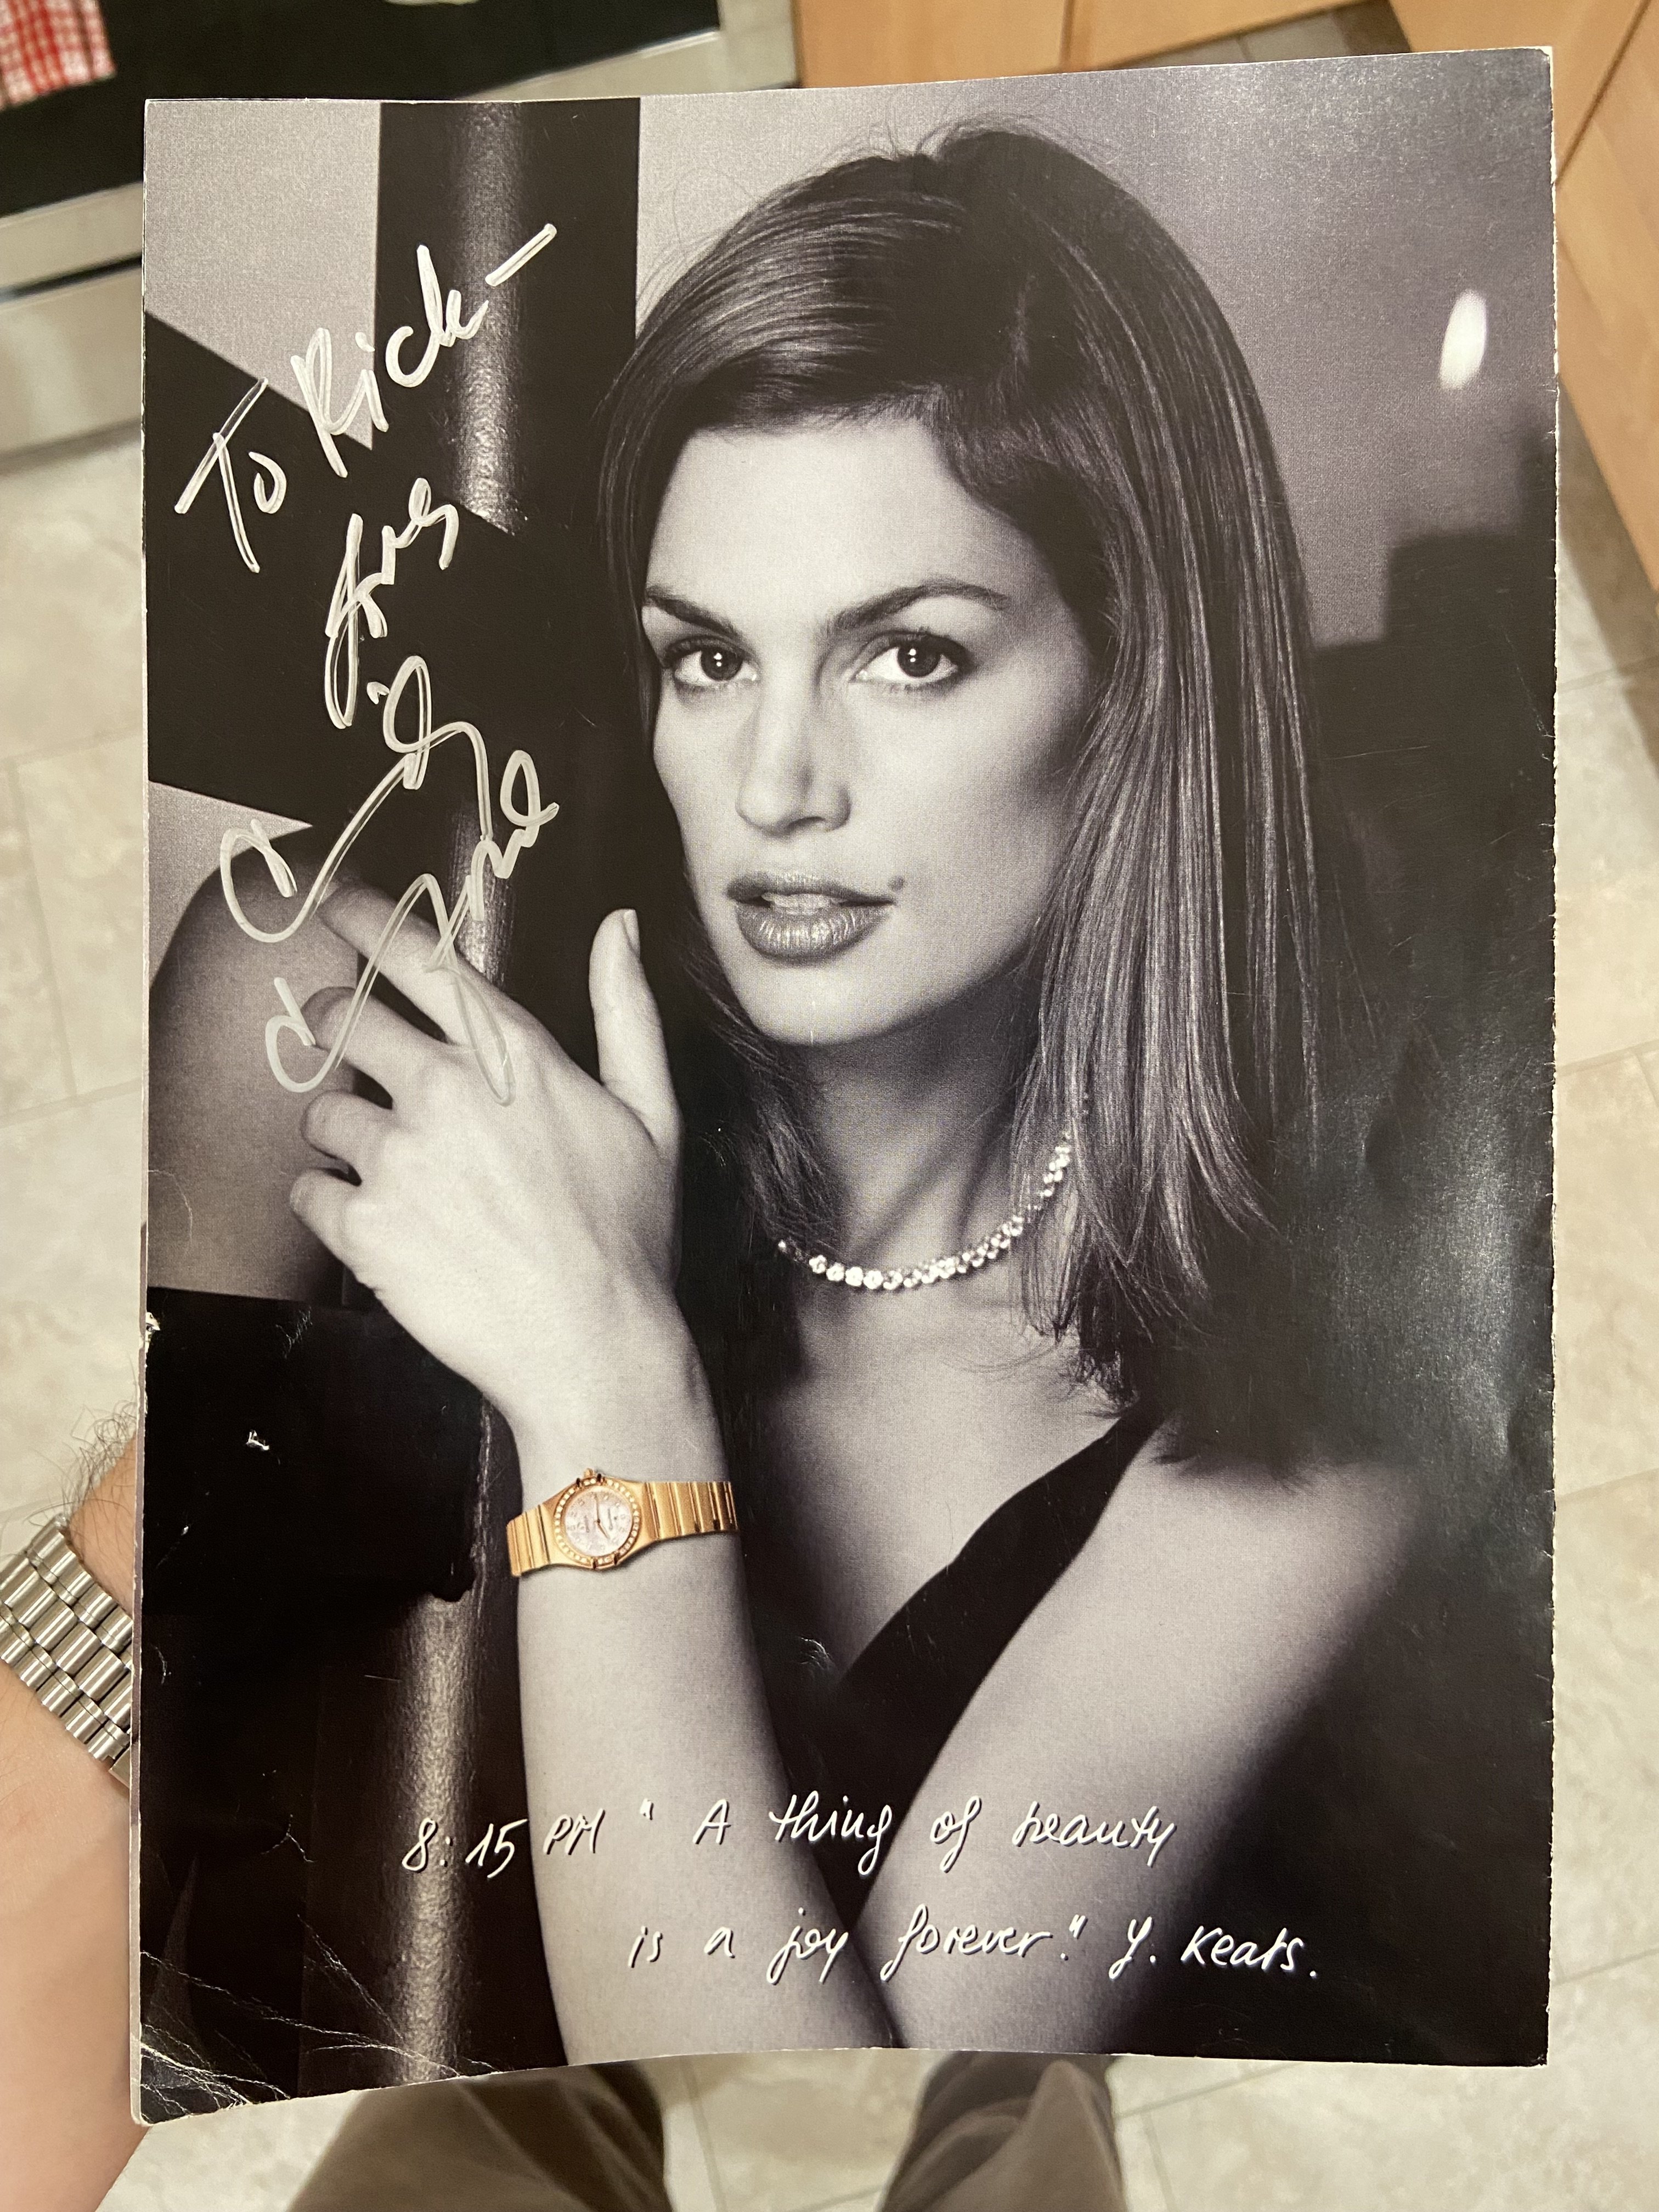 To Rick-
love
8:15 PM " A thing of beauty
is a joy forever." Y. Keats.